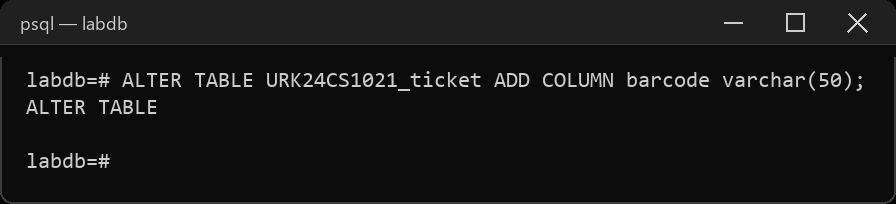 psql — labdb
labdb=# ALTER TABLE URK24CS1021_ticket ADD COLUMN barcode varchar(50);
ALTER TABLE
labdb=#